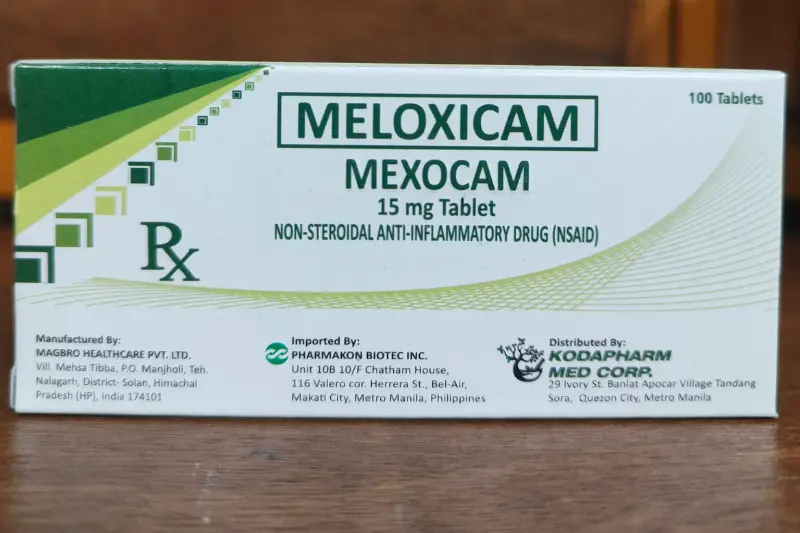 100 Tablets
MELOXICAM
MEXOCAM
15 mg Tablet
NON-STEROIDAL ANTI-INFLAMMATORY DRUG (NSAID)
Rx
Manufactured By:
MAGBRO HEALTHCARE PVT. LTD.
Vill. Mehsa Tibba, P.O. Manjholi, Teh.
Nalagarh, District- Solan, Himachal
Pradesh (HP), India 174101
Imported By:
PHARMAKON BIOTEC INC.
Unit 10B 10/F Chatham House,
116 Valero cor. Herrera St., Bel-Air,
Makati City, Metro Manila, Philippines
Distributed By:
KODAPHARM
MED CORP.
29 Ivory St. Banlat Apocar Village Tandang
Sora, Quezon City, Metro Manila